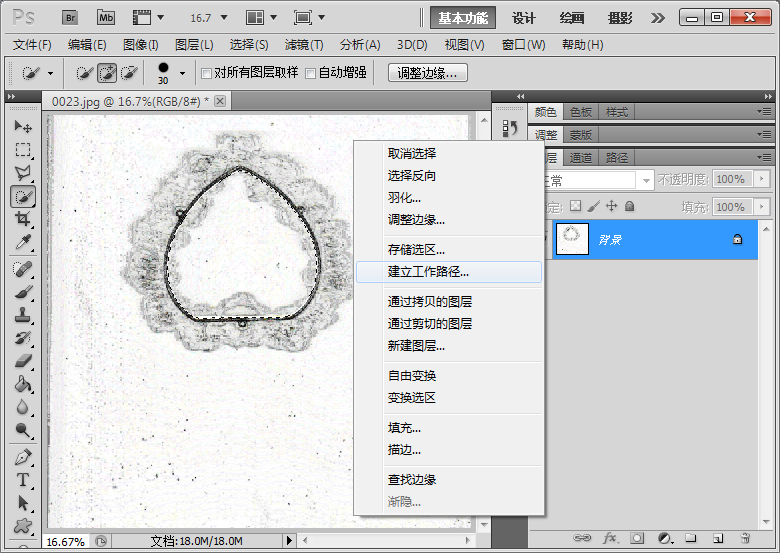 Ps Br Mb 16.7 基本功能 设计 绘画 摄影
文件(F) 编辑(E) 图像(I) 图层(L) 选择(S) 滤镜(T) 分析(A) 3D(D) 视图(V) 窗口(W) 帮助(H)
30 对所有图层取样 自动增强 调整边缘...
0023.jpg @ 16.7%(RGB/8#) *
颜色 色板 样式
调整 蒙版
层 通道 路径
正常 不透明度: 100%
定: 填充: 100%
背景
取消选择
选择反向
羽化...
调整边缘...
存储选区...
建立工作路径...
通过拷贝的图层
通过剪切的图层
新建图层...
自由变换
变换选区
填充...
描边...
查找边缘
渐隐...
T
16.67% 文档:18.0M/18.0M
fx